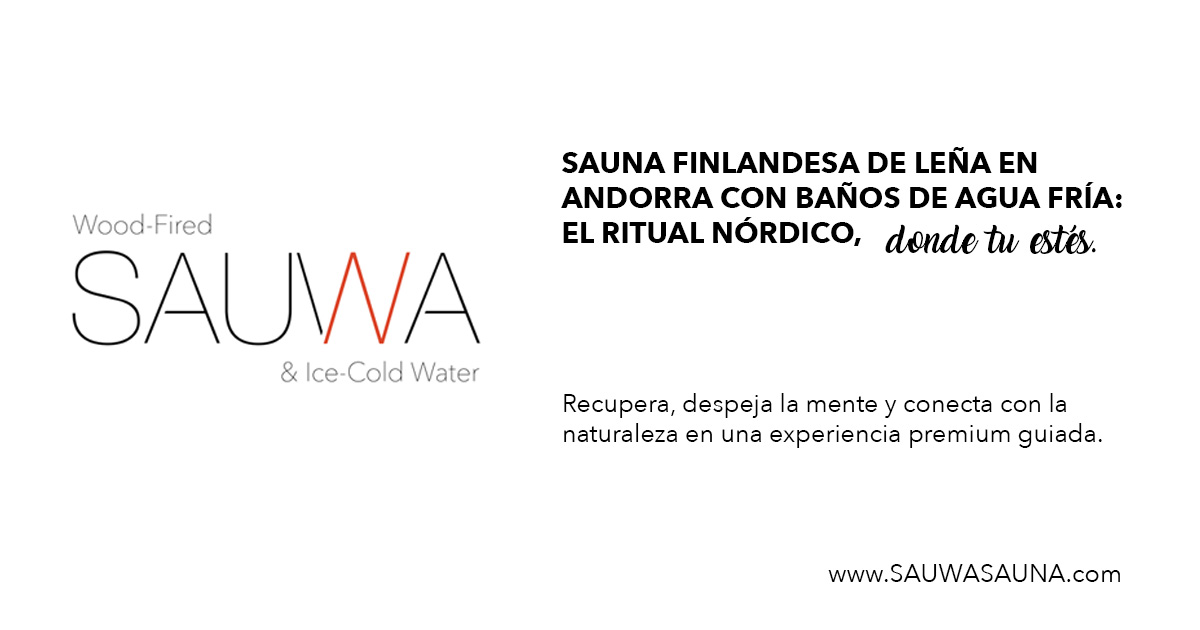 Wood-Fired
SAUWA
& Ice-Cold Water
SAUNA FINLANDESA DE LEÑA EN
ANDORRA CON BAÑOS DE AGUA FRÍA:
EL RITUAL NÓRDICO, donde tu estés.
Recupera, despeja la mente y conecta con la
naturaleza en una experiencia premium guiada.
www.SAUWASAUNA.com